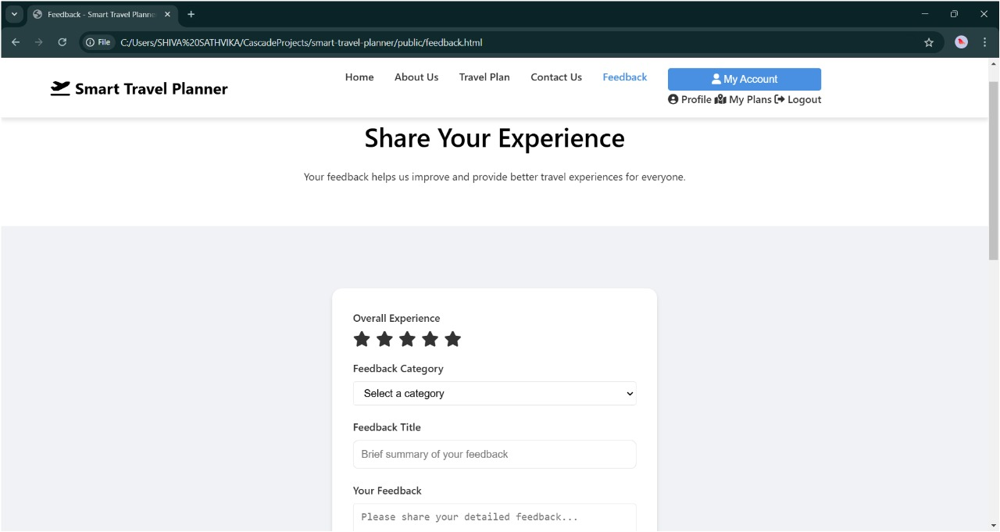 Feedback - Smart Travel Planne
File C:/Users/SHIVA%20SATHVIKA/CascadeProjects/smart-travel-planner/public/feedback.html
Smart Travel Planner
Home About Us Travel Plan Contact Us Feedback
My Account
Profile My Plans Logout
Share Your Experience
Your feedback helps us improve and provide better travel experiences for everyone.
Overall Experience
Feedback Category
Select a category
Feedback Title
Brief summary of your feedback
Your Feedback
Please share your detailed feedback...